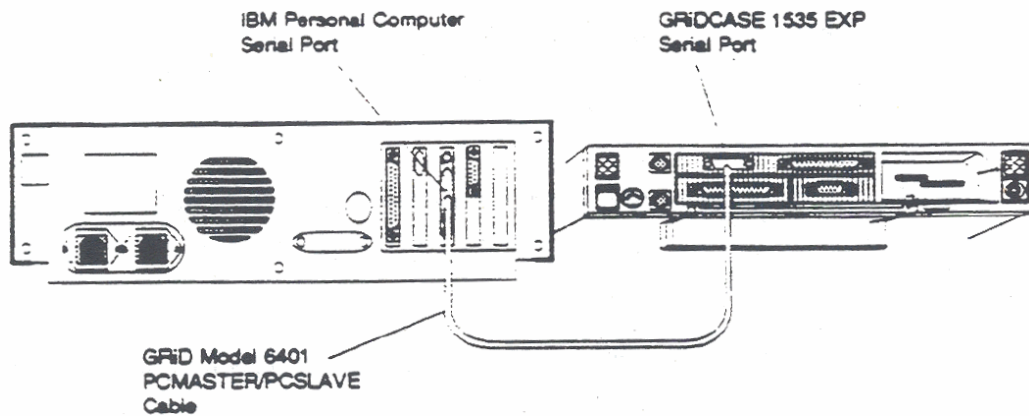 IBM Personal Computer
Serial Port
GRiDCASE 1535 EXP
Serial Port
GRiD Model 6401
PCMASTER/PCSLAVE
Cable